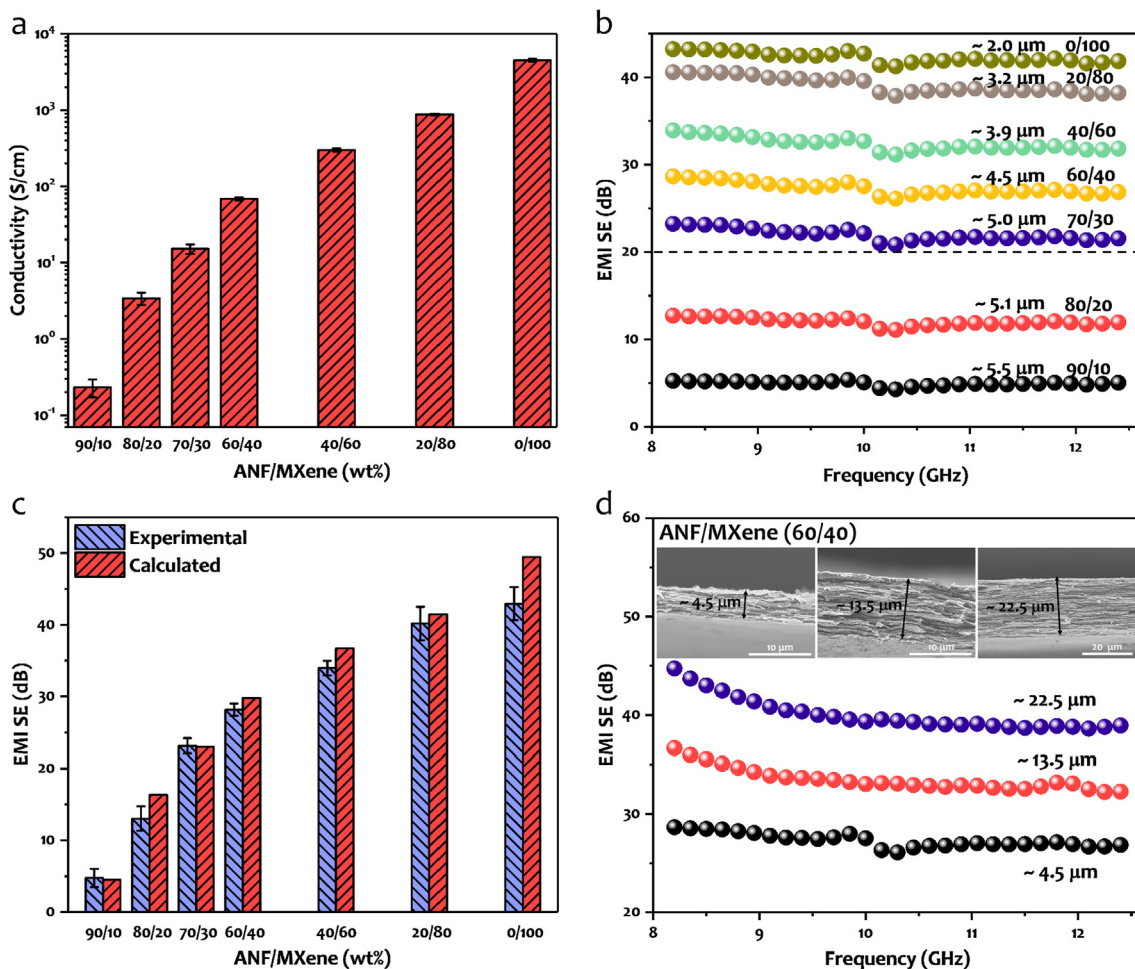 a
Conductivity (S/cm)
10⁴
10³
10²
10¹
10⁰
10⁻¹
90/10 80/20 70/30 60/40 40/60 20/80 0/100
ANF/MXene (wt%)
b
EMI SE (dB)
40
30
20
10
0
~ 2.0 μm 0/100
~ 3.2 μm 20/80
~ 3.9 μm 40/60
~ 4.5 μm 60/40
~ 5.0 μm 70/30
~ 5.1 μm 80/20
~ 5.5 μm 90/10
8 9 10 11 12
Frequency (GHz)
c
Experimental
Calculated
EMI SE (dB)
50
40
30
20
10
0
90/10 80/20 70/30 60/40 40/60 20/80 0/100
ANF/MXene (wt%)
d
ANF/MXene (60/40)
EMI SE (dB)
60
50
40
30
20
~ 4.5 μm
10 μm
~ 13.5 μm
10 μm
~ 22.5 μm
20 μm
~ 22.5 μm
~ 13.5 μm
~ 4.5 μm
8 9 10 11 12
Frequency (GHz)